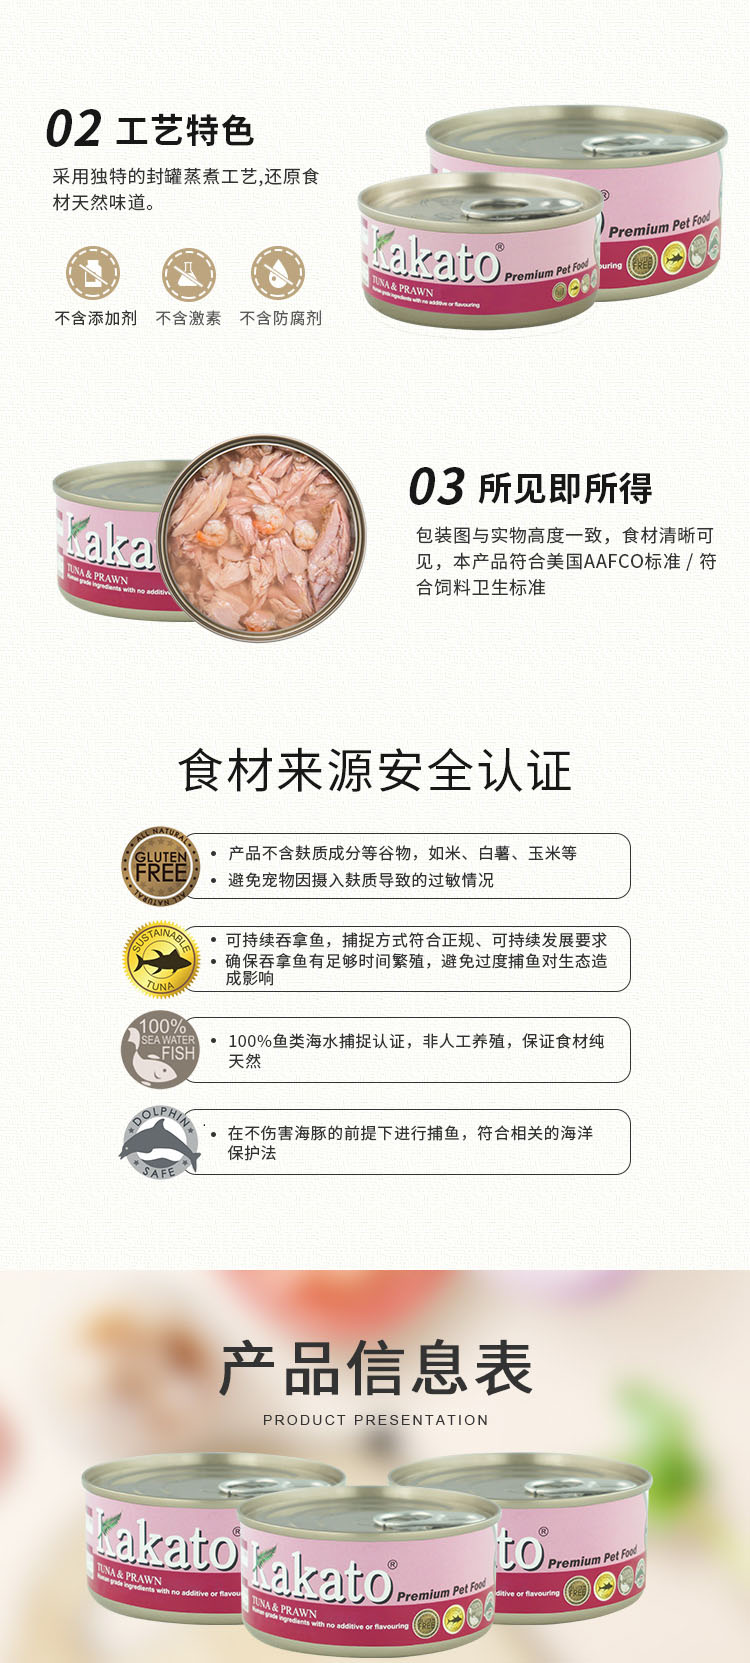 02 工艺特色
采用独特的封罐蒸煮工艺,还原食
材天然味道。
不含添加剂 不含激素 不含防腐剂
Kakato®
Premium Pet Food
TUNA & PRAWN
Human grade ingredients with no additive or flavouring
®
Premium Pet Food
ouring
GLUTEN FREE
03 所见即所得
包装图与实物高度一致，食材清晰可
见，本产品符合美国AAFCO标准 / 符
合饲料卫生标准
Kaka
TUNA & PRAWN
Human grade ingredients with no additiv
食材来源安全认证
ALL NATURAL
GLUTEN
FREE
ALL NATURAL
• 产品不含麸质成分等谷物，如米、白薯、玉米等
• 避免宠物因摄入麸质导致的过敏情况
SUSTAINABLE
TUNA
• 可持续吞拿鱼，捕捉方式符合正规、可持续发展要求
• 确保吞拿鱼有足够时间繁殖，避免过度捕鱼对生态造
成影响
100%
SEA WATER
FISH
• 100%鱼类海水捕捉认证，非人工养殖，保证食材纯
天然
DOLPHIN
SAFE
• 在不伤害海豚的前提下进行捕鱼，符合相关的海洋
保护法
产品信息表
PRODUCT PRESENTATION
Kakato®
TUNA & PRAWN
Human grade ingredients with no additive or flavou
Kakato®
Premium Pet Food
TUNA & PRAWN
Human grade ingredients with no additive or flavouring
GLUTEN FREE
to®
Premium Pet Food
ditive or flavouring
GLUTEN FREE